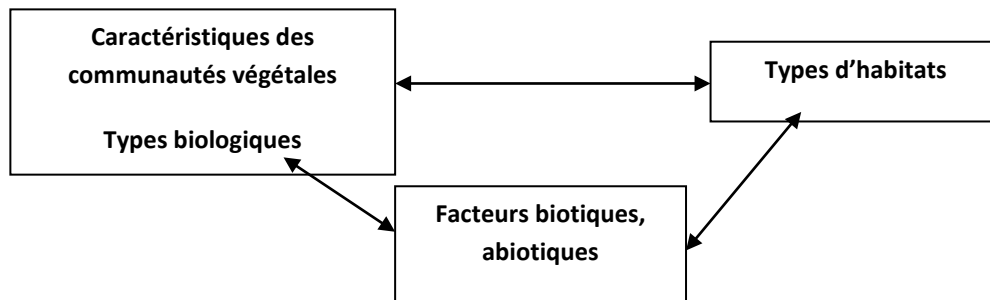 Caractéristiques des
communautés végétales
Types biologiques
Types d’habitats
Facteurs biotiques,
abiotiques